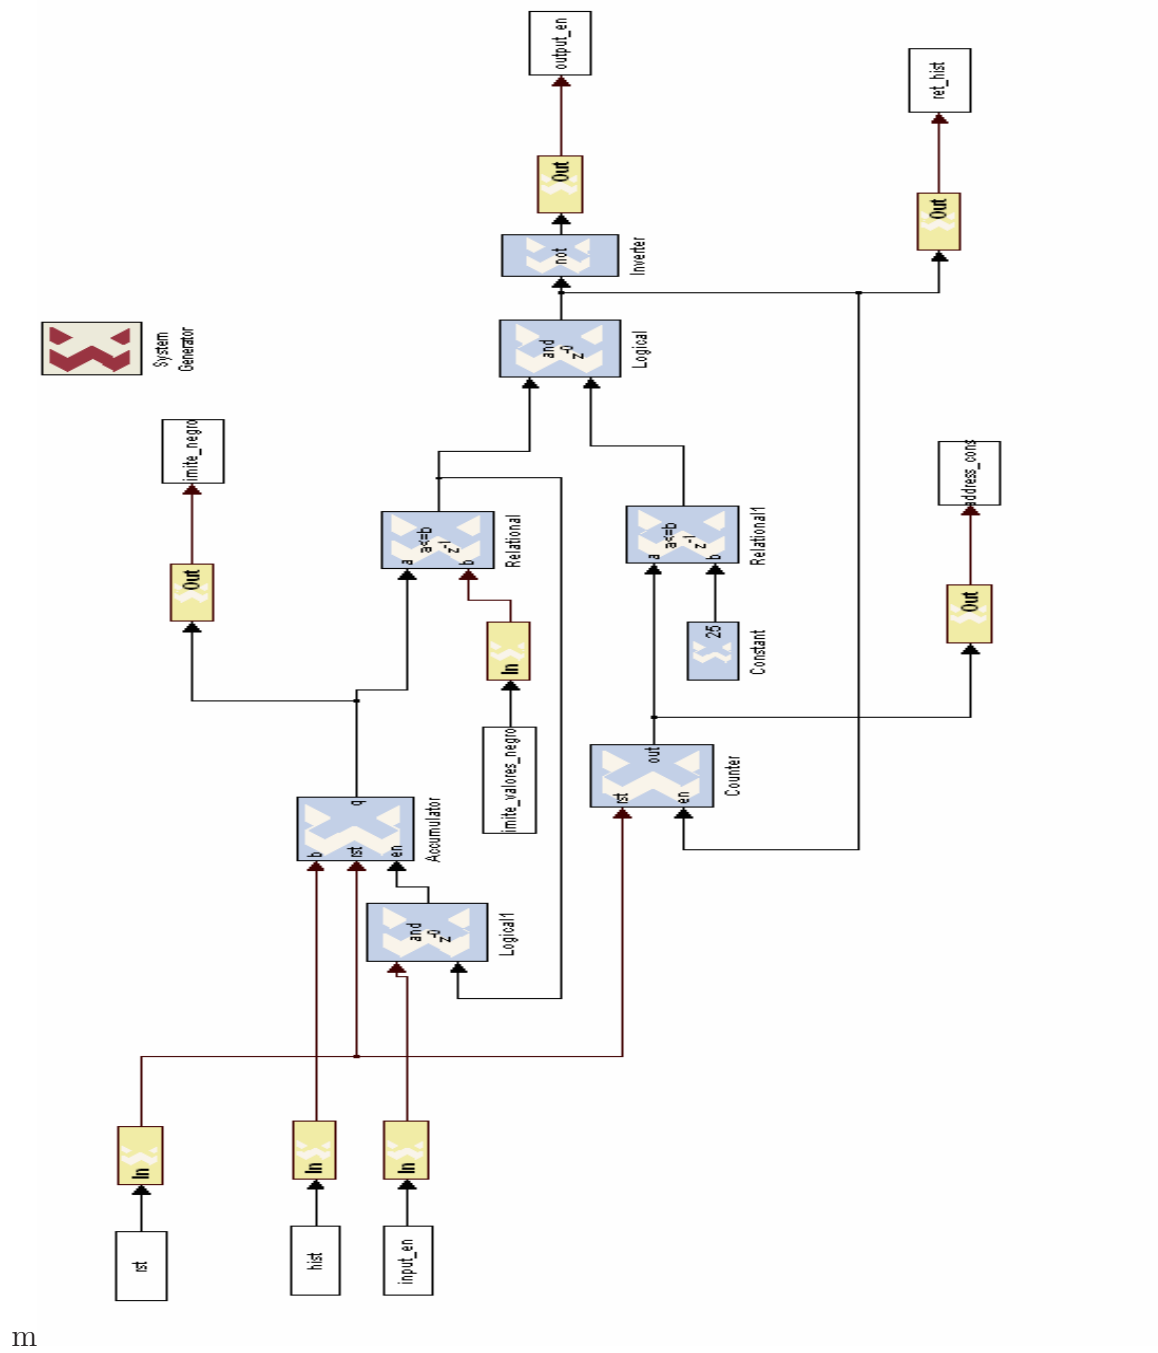 output_en
ret_hist
Out
Out
not
Inverter
System
Generator
and
z-0
Logical
imite_negro
address_cons
a<=b
z-1
a
b
Relational
a<=b
z-1
a
b
Relational1
Out
Out
In
25
Constant
imite_valores_negro
out
rst
en
Counter
q
b
rst
en
Accumulator
and
z-0
Logical1
In
In
In
rst
hist
input_en
m